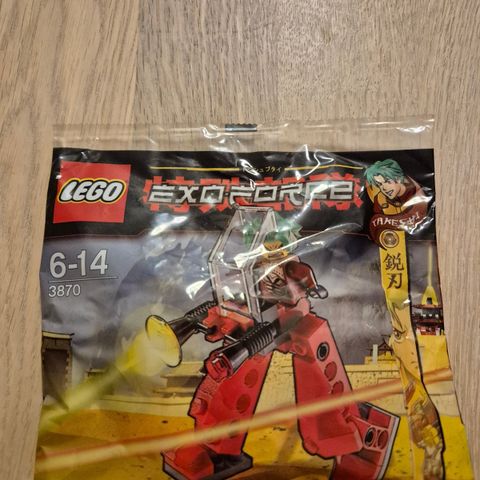 LEGO
EXOFORCE
TAKESHI
6-14
3870
鋭刃